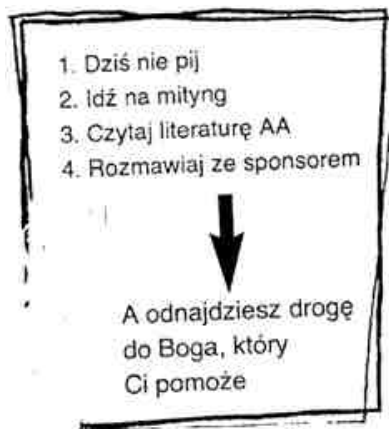 1. Dziś nie pij
2. Idź na mityng
3. Czytaj literaturę AA
4. Rozmawiaj ze sponsorem
A odnajdziesz drogę
do Boga, który
Ci pomoże